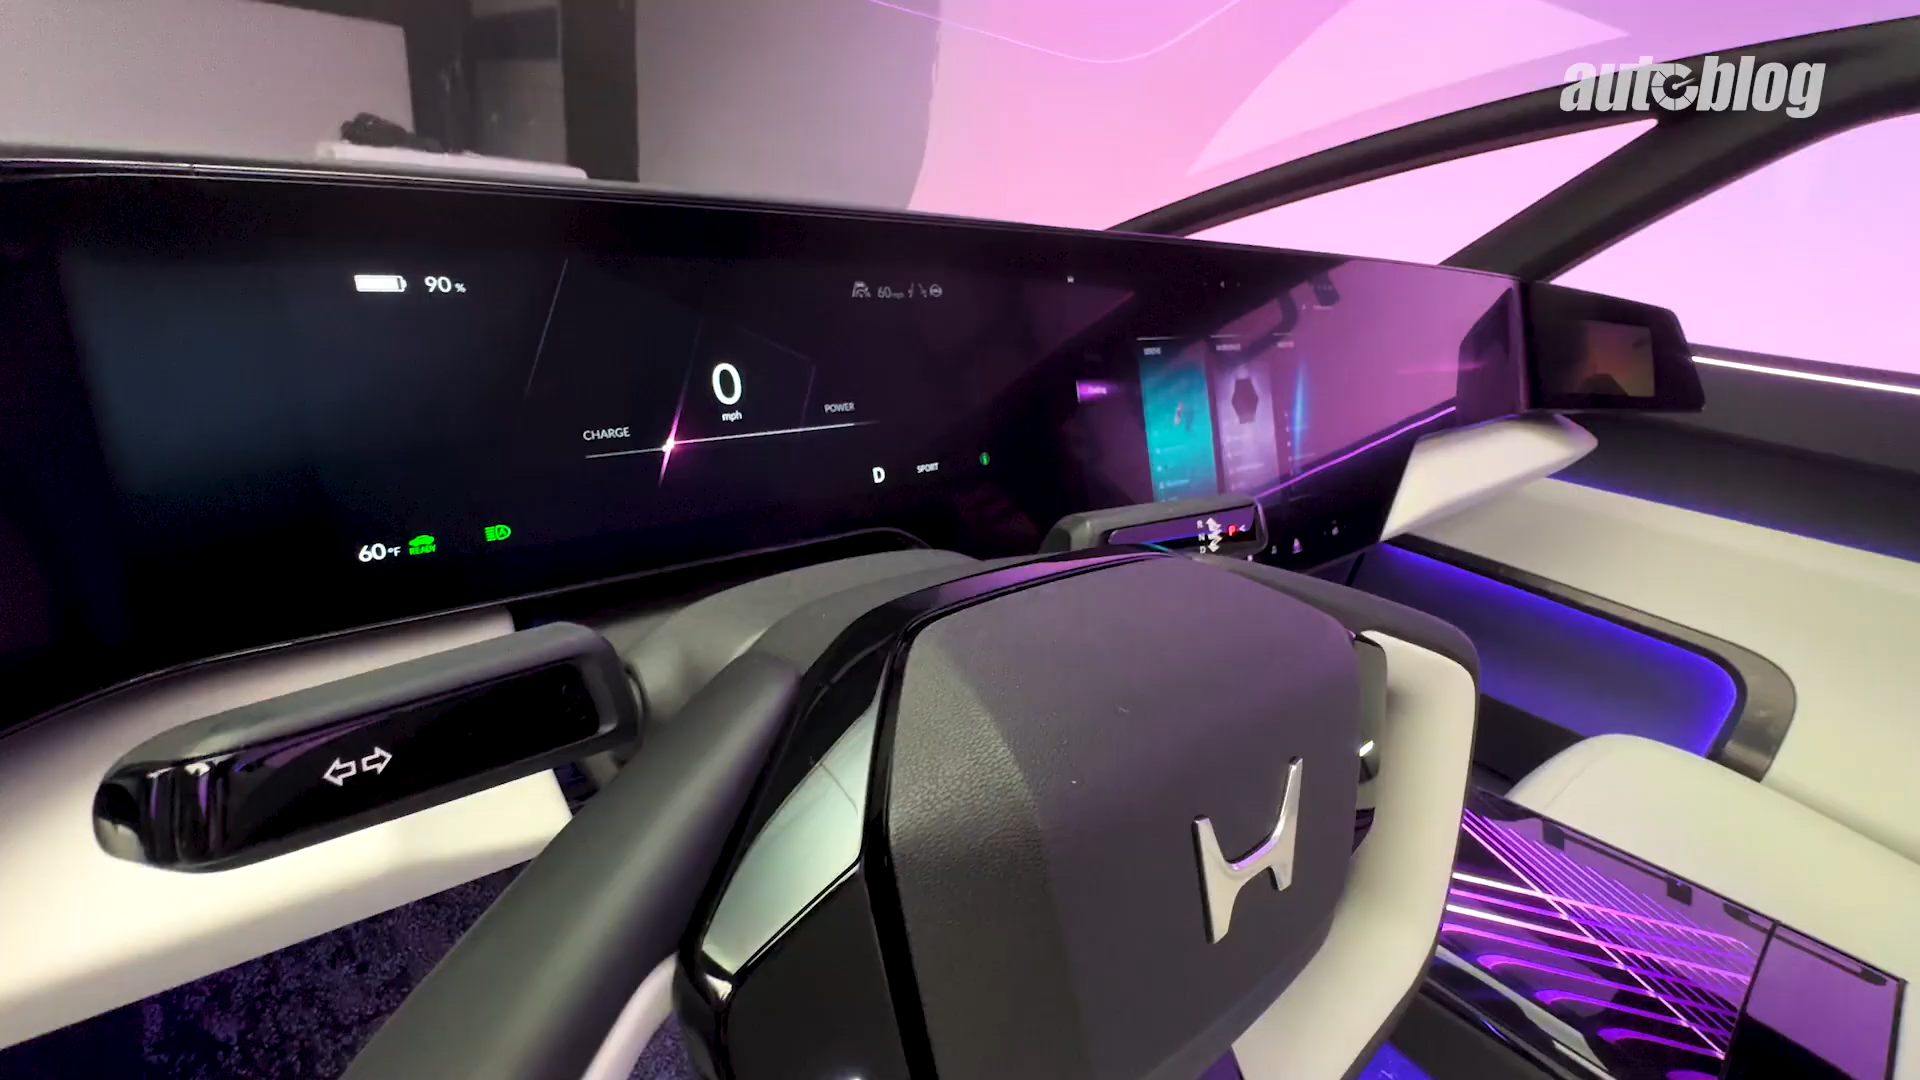 autoblog
90 %
60 mph
0
mph
CHARGE
POWER
D
SPORT
60°F
READY
R
N
D
P